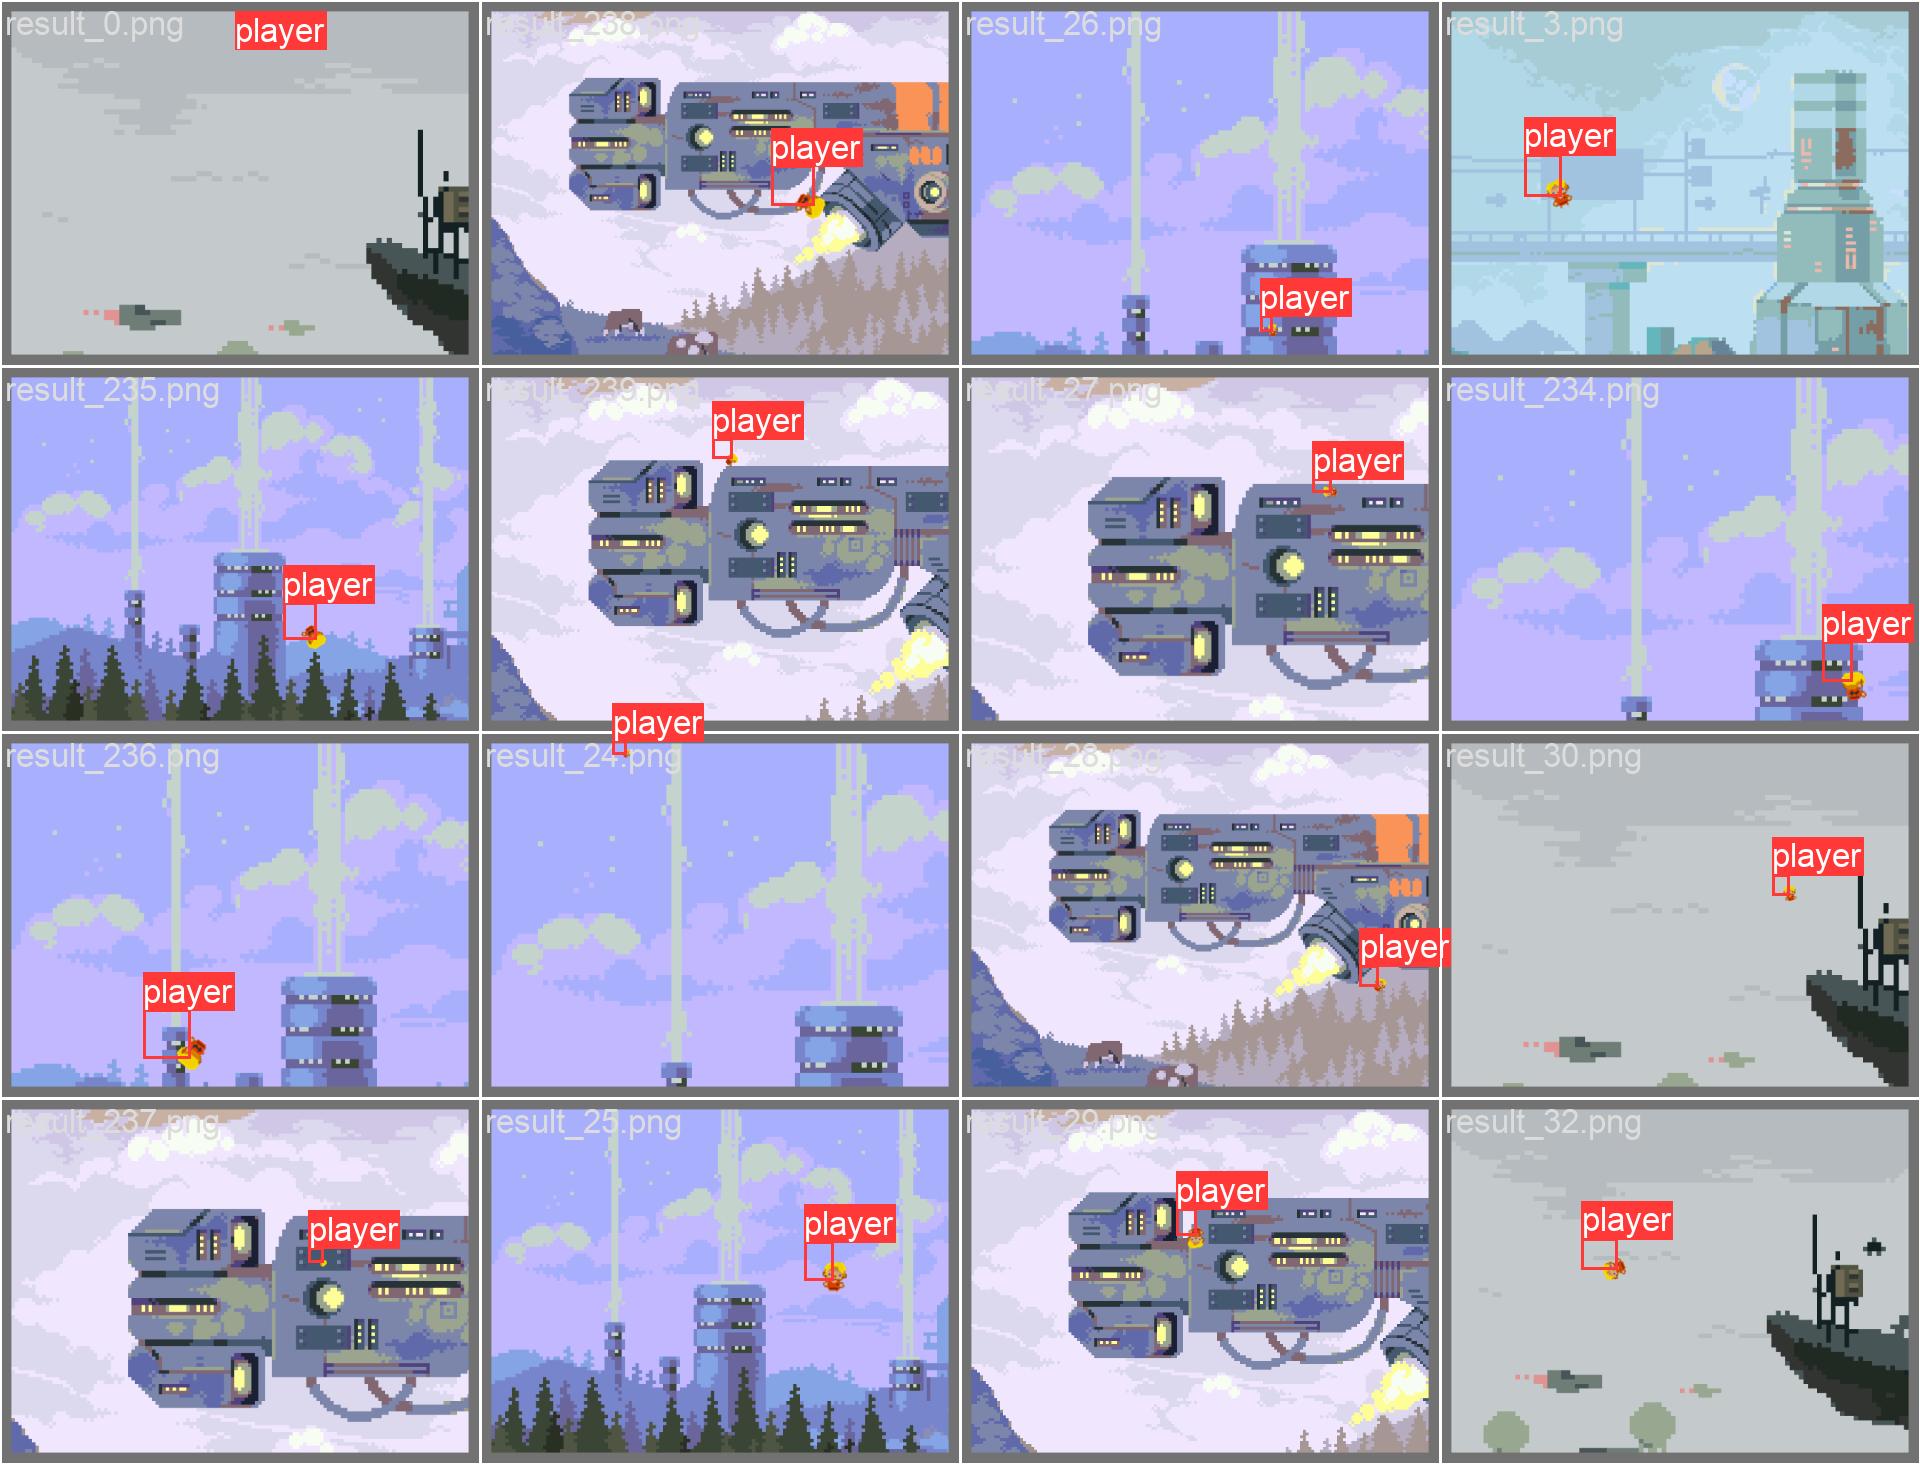 result_0.png
player
result_238.png
player
result_26.png
player
result_3.png
player
result_235.png
player
result_239.png
player
result_27.png
player
result_234.png
player
result_236.png
player
result_24.png
player
result_28.png
player
result_30.png
player
result_237.png
player
result_25.png
player
result_29.png
player
result_32.png
player